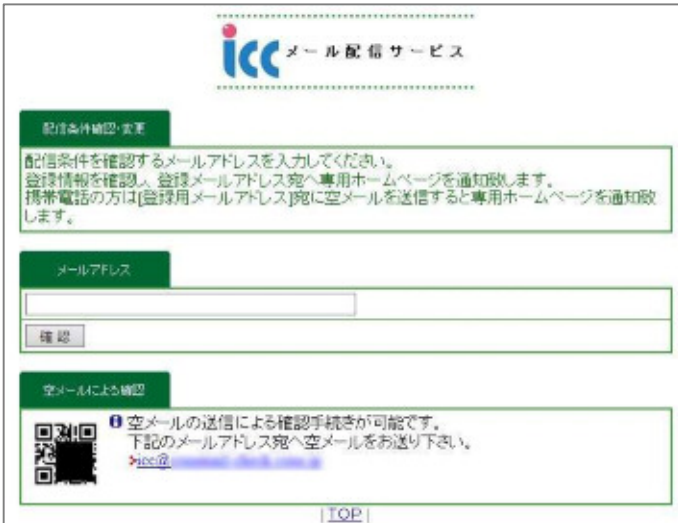 icc メール配信サービス
配信条件確認・変更
配信条件を確認するメールアドレスを入力してください。
登録情報を確認し、登録メールアドレス宛へ専用ホームページを通知致します。
携帯電話の方は[登録用メールアドレス]宛に空メールを送信すると専用ホームページを通知致
します。
メールアドレス
確認
空メールによる確認
空メールの送信による確認手続きが可能です。
下記のメールアドレス宛へ空メールをお送り下さい。
>icc@
| TOP |